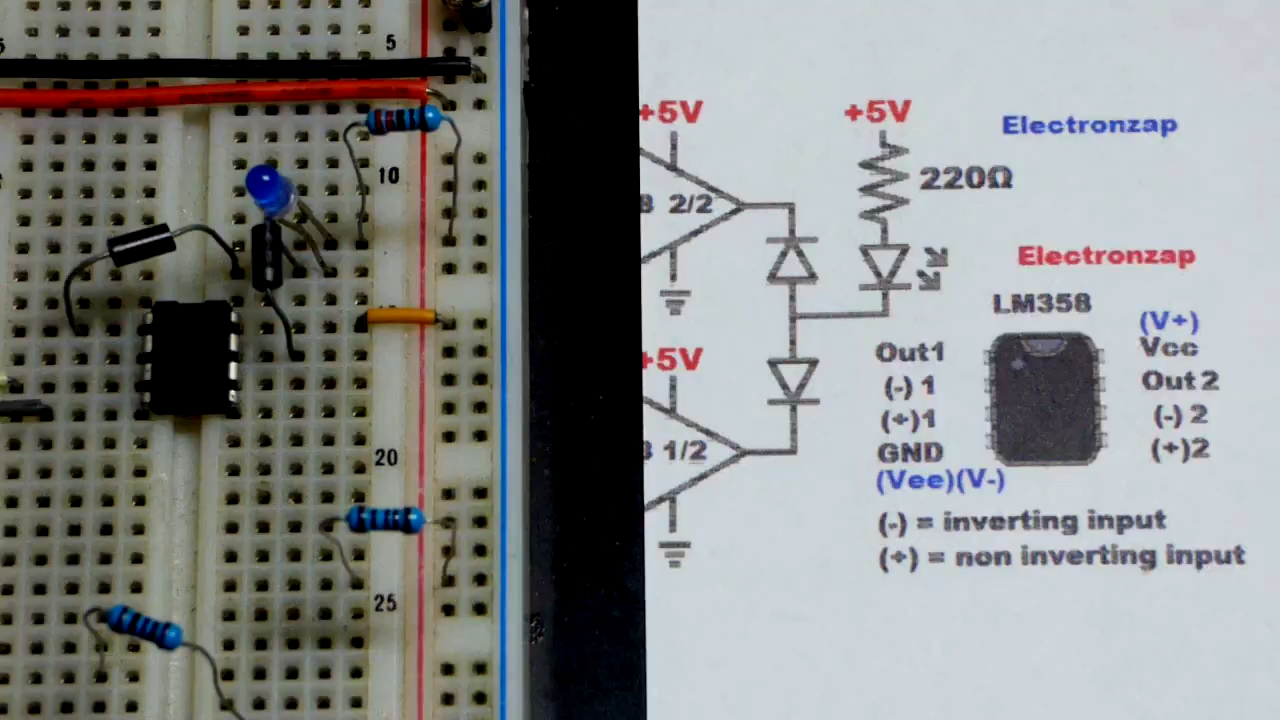 5
10
20
25
+5V
+5V
Electronzap
220Ω
2/2
Electronzap
LM358
(V+)
+5V
Out1
Vcc
(-) 1
Out 2
(+)1
(-) 2
1/2
GND
(+)2
(Vee)(V-)
(-) = inverting input
(+) = non inverting input